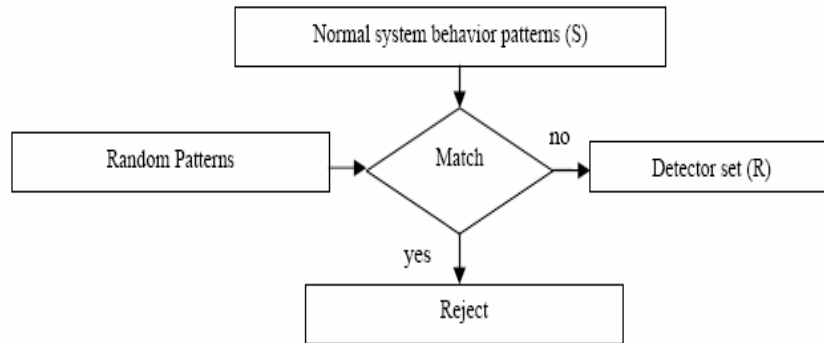 Normal system behavior patterns (S)
Random Patterns
Match
no
Detector set (R)
yes
Reject